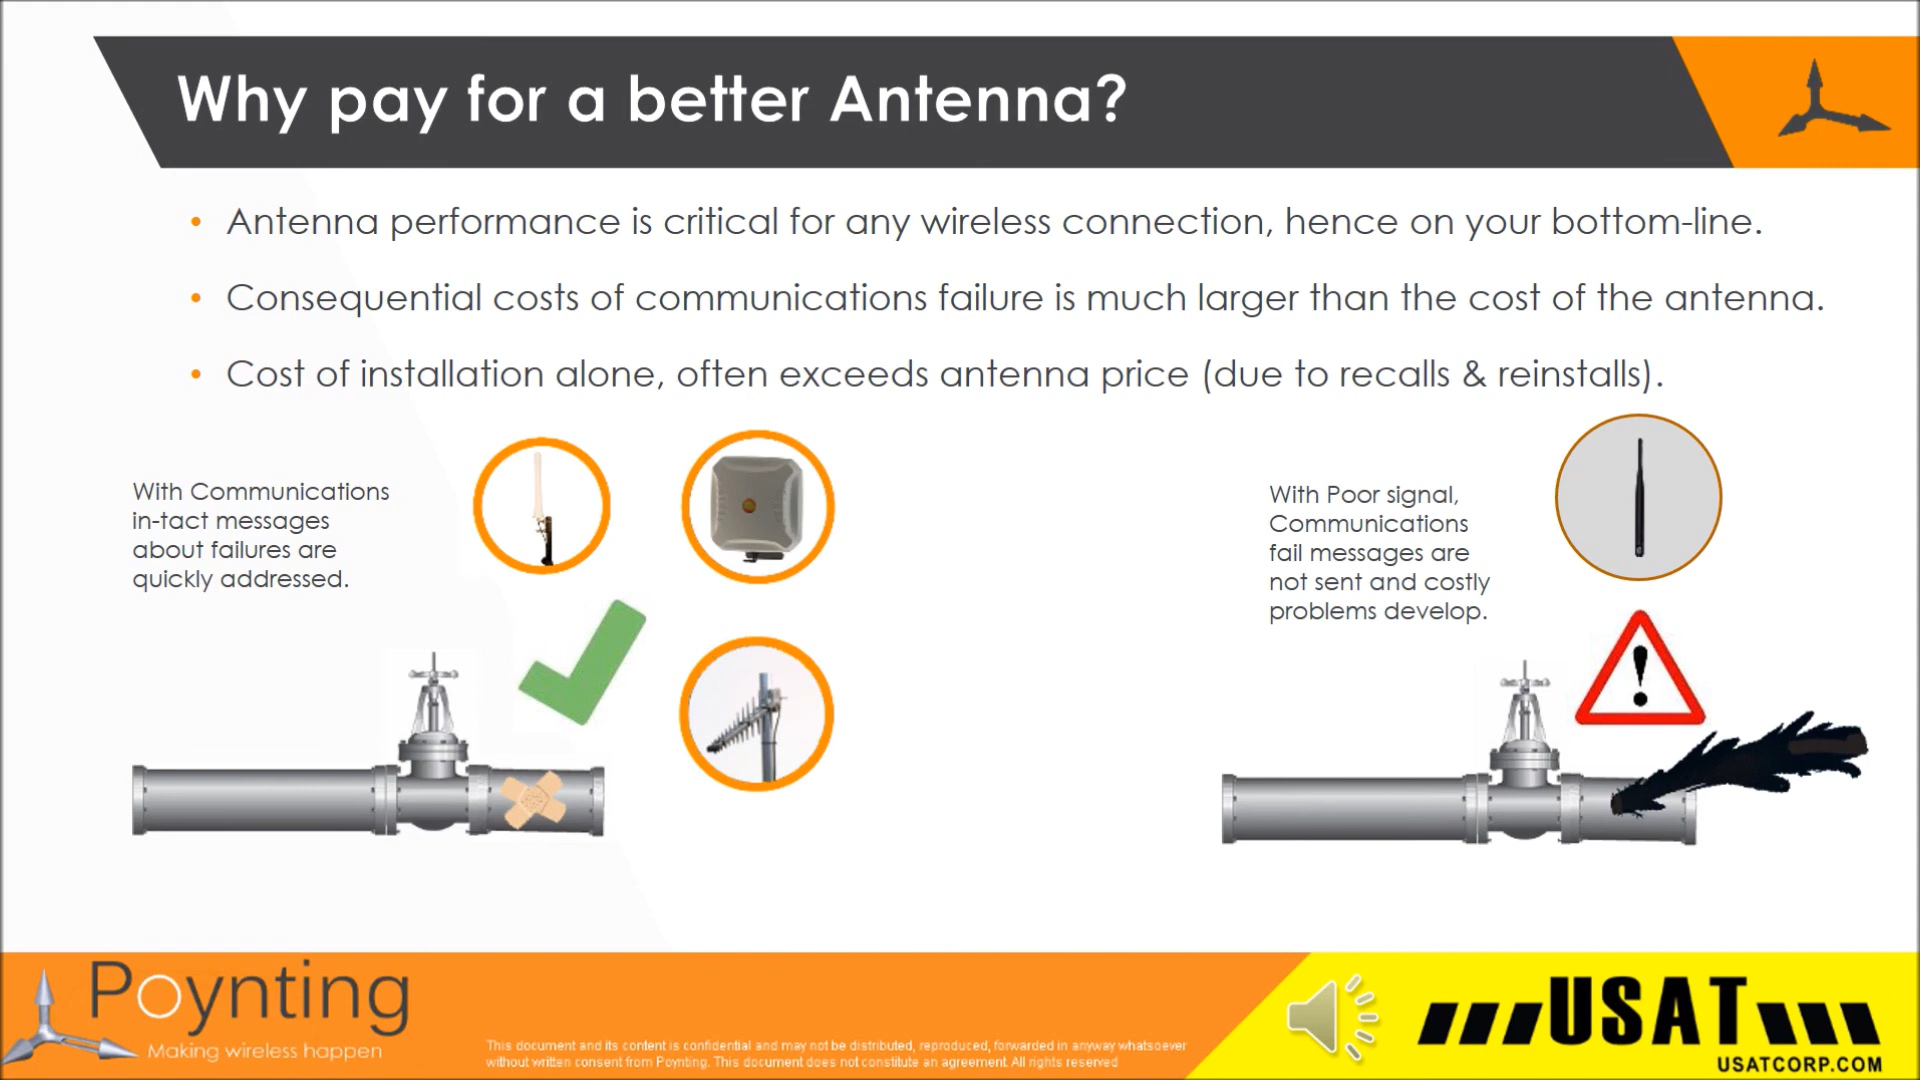 Why pay for a better Antenna?
• Antenna performance is critical for any wireless connection, hence on your bottom-line.
• Consequential costs of communications failure is much larger than the cost of the antenna.
• Cost of installation alone, often exceeds antenna price (due to recalls & reinstalls).
With Communications
in-tact messages
about failures are
quickly addressed.
With Poor signal,
Communications
fail messages are
not sent and costly
problems develop.
Poynting
Making wireless happen
This document and its content is confidential and may not be distributed, reproduced, forwarded in anyway whatsoever
without written consent from Poynting. This document does not constitute an agreement. All rights reserved
USAT
USATCORP.COM